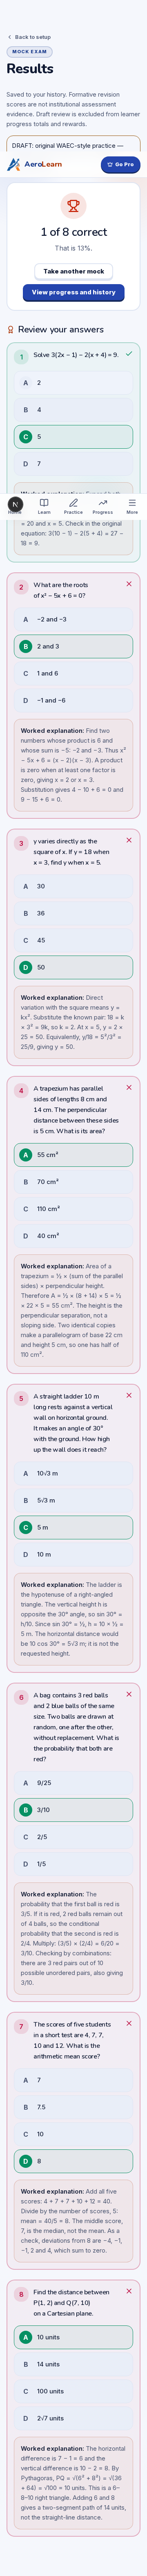 Back to setup
MOCK EXAM
Results
Saved to your history. Formative revision
scores are not institutional assessment
evidence. Draft review is excluded from learner
progress totals and rewards.
DRAFT: original WAEC-style practice —
AeroLearn
Go Pro
1 of 8 correct
That is 13%.
Take another mock
View progress and history
Review your answers
1 Solve 3(2x − 1) − 2(x + 4) = 9.
A 2
B 4
C 5
D 7
N
Learn
Practice
Progress
More
= 20 and x = 5. Check in the original
equation: 3(10 − 1) − 2(5 + 4) = 27 −
18 = 9.
2 What are the roots
of x² − 5x + 6 = 0?
A −2 and −3
B 2 and 3
C 1 and 6
D −1 and −6
Worked explanation: Find two
numbers whose product is 6 and
whose sum is −5: −2 and −3. Thus x²
− 5x + 6 = (x − 2)(x − 3). A product
is zero when at least one factor is
zero, giving x = 2 or x = 3.
Substitution gives 4 − 10 + 6 = 0 and
9 − 15 + 6 = 0.
3 y varies directly as the
square of x. If y = 18 when
x = 3, find y when x = 5.
A 30
B 36
C 45
D 50
Worked explanation: Direct
variation with the square means y =
kx². Substitute the known pair: 18 = k
× 3² = 9k, so k = 2. At x = 5, y = 2 ×
25 = 50. Equivalently, y/18 = 5²/3² =
25/9, giving y = 50.
4 A trapezium has parallel
sides of lengths 8 cm and
14 cm. The perpendicular
distance between these sides
is 5 cm. What is its area?
A 55 cm²
B 70 cm²
C 110 cm²
D 40 cm²
Worked explanation: Area of a
trapezium = ½ × (sum of the parallel
sides) × perpendicular height.
Therefore A = ½ × (8 + 14) × 5 = ½
× 22 × 5 = 55 cm². The height is the
perpendicular separation, not a
sloping side. Two identical copies
make a parallelogram of base 22 cm
and height 5 cm, so one has half of
110 cm².
5 A straight ladder 10 m
long rests against a vertical
wall on horizontal ground.
It makes an angle of 30°
with the ground. How high
up the wall does it reach?
A 10√3 m
B 5√3 m
C 5 m
D 10 m
Worked explanation: The ladder is
the hypotenuse of a right-angled
triangle. The vertical height h is
opposite the 30° angle, so sin 30° =
h/10. Since sin 30° = ½, h = 10 × ½ =
5 m. The horizontal distance would
be 10 cos 30° = 5√3 m; it is not the
requested height.
6 A bag contains 3 red balls
and 2 blue balls of the same
size. Two balls are drawn at
random, one after the other,
without replacement. What is
the probability that both are
red?
A 9/25
B 3/10
C 2/5
D 1/5
Worked explanation: The
probability that the first ball is red is
3/5. If it is red, 2 red balls remain out
of 4 balls, so the conditional
probability that the second is red is
2/4. Multiply: (3/5) × (2/4) = 6/20 =
3/10. Checking by combinations:
there are 3 red pairs out of 10
possible unordered pairs, also giving
3/10.
7 The scores of five students
in a short test are 4, 7, 7,
10 and 12. What is the
arithmetic mean score?
A 7
B 7.5
C 10
D 8
Worked explanation: Add all five
scores: 4 + 7 + 7 + 10 + 12 = 40.
Divide by the number of scores, 5:
mean = 40/5 = 8. The middle score,
7, is the median, not the mean. As a
check, deviations from 8 are −4, −1,
−1, 2 and 4, which sum to zero.
8 Find the distance between
P(1, 2) and Q(7, 10)
on a Cartesian plane.
A 10 units
B 14 units
C 100 units
D 2√7 units
Worked explanation: The horizontal
difference is 7 − 1 = 6 and the
vertical difference is 10 − 2 = 8. By
Pythagoras, PQ = √(6² + 8²) = √(36
+ 64) = √100 = 10 units. This is a 6–
8–10 right triangle. Adding 6 and 8
gives a two-segment path of 14 units,
not the straight-line distance.